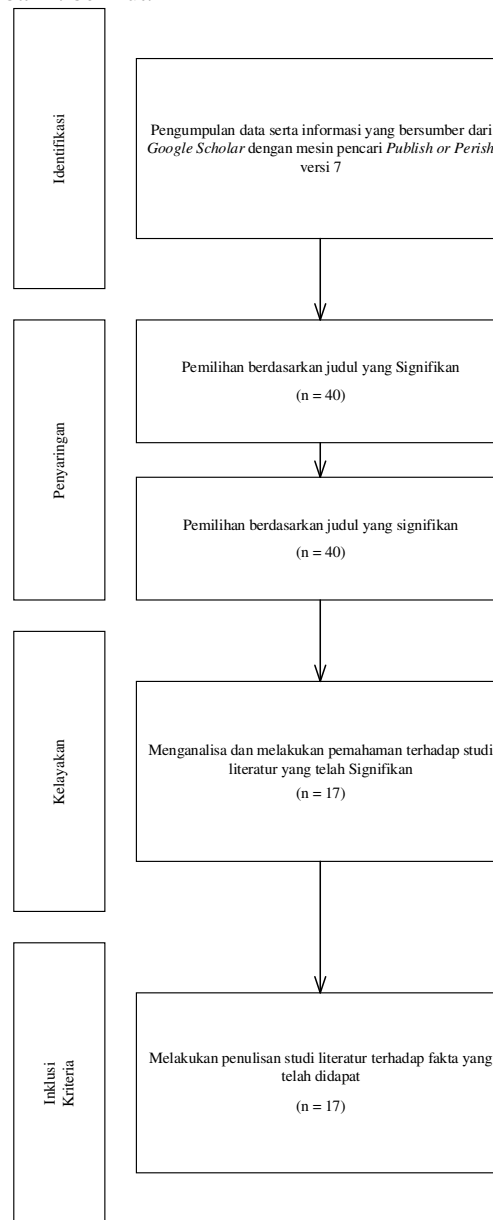 Identifikasi
Pengumpulan data serta informasi yang bersumber dari
Google Scholar dengan mesin pencari Publish or Perish
versi 7
Penyaringan
Pemilihan berdasarkan judul yang Signifikan
(n = 40)
Pemilihan berdasarkan judul yang signifikan
(n = 40)
Kelayakan
Menganalisa dan melakukan pemahaman terhadap studi
literatur yang telah Signifikan
(n = 17)
Inklusi
Kriteria
Melakukan penulisan studi literatur terhadap fakta yang
telah didapat
(n = 17)